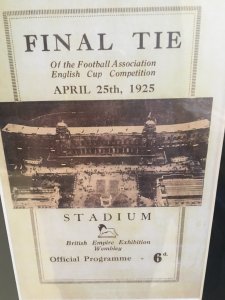 FINAL TIE
Of the Football Association
English Cup Competition
APRIL 25th, 1925
STADIUM
British Empire Exhibition
Wembley
Official Programme - 6d.